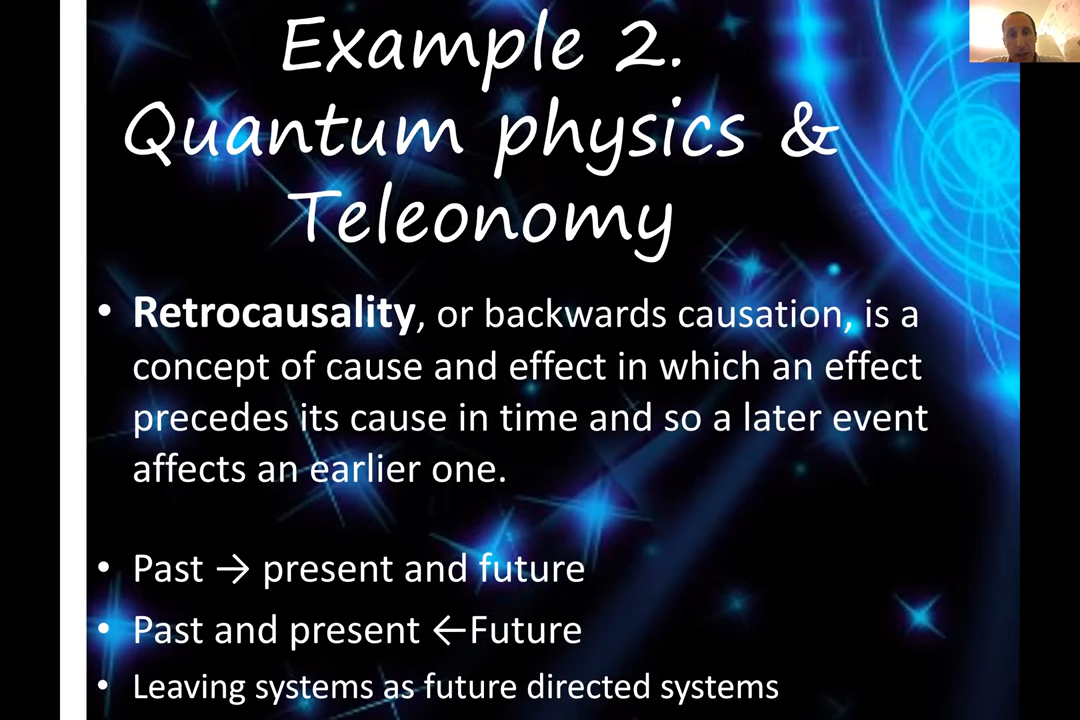 Example 2.
Quantum physics &
Teleonomy
• Retrocausality, or backwards causation, is a
concept of cause and effect in which an effect
precedes its cause in time and so a later event
affects an earlier one.
• Past → present and future
• Past and present ←Future
• Leaving systems as future directed systems